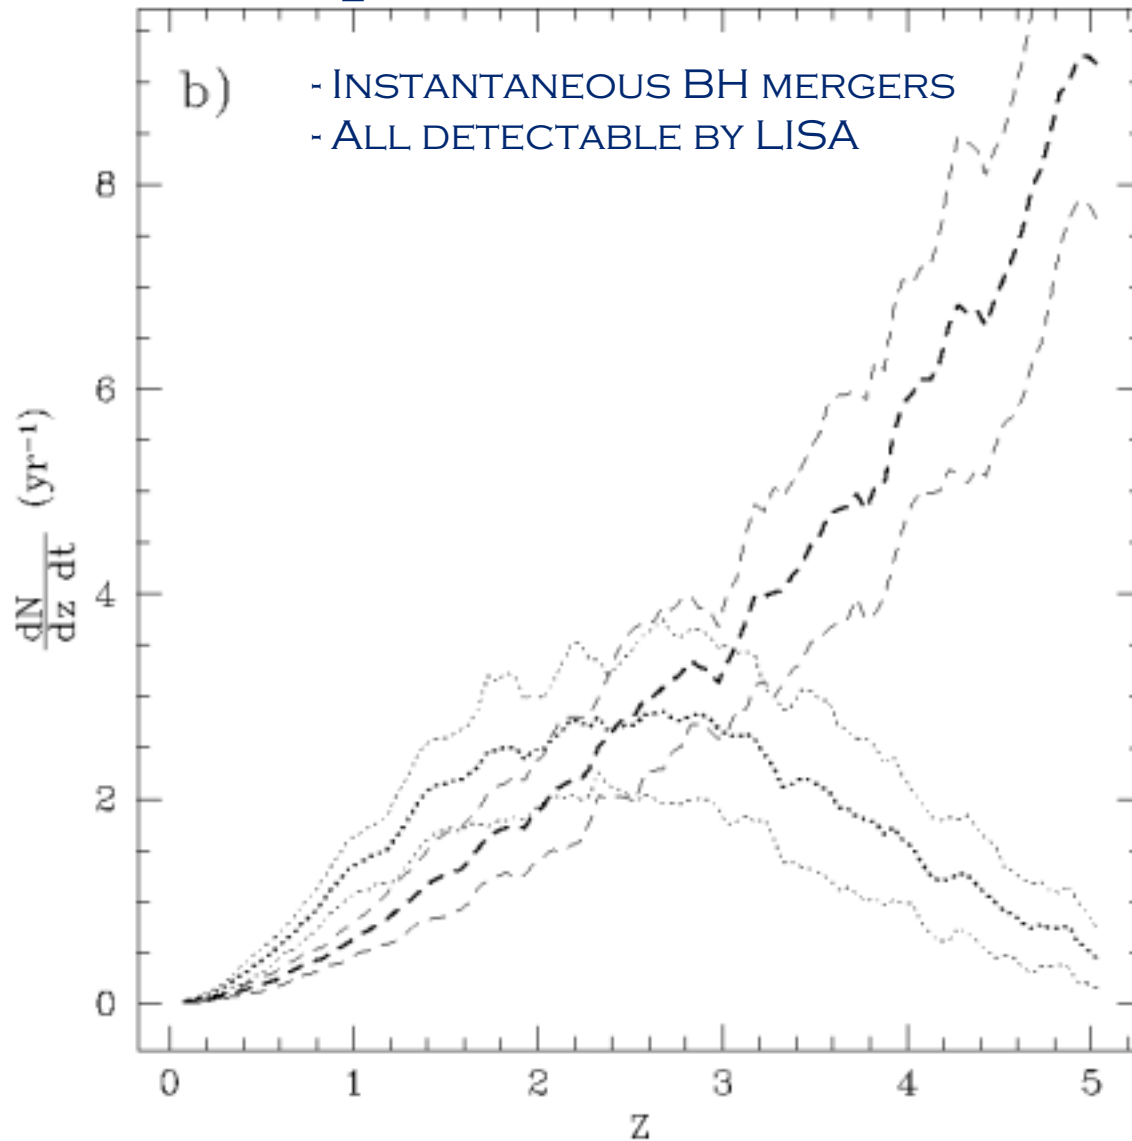 b)
- INSTANTANEOUS BH MERGERS
- ALL DETECTABLE BY LISA
8
6
4
2
0
dN
dz dt
(yr⁻¹)
0 1 2 3 4 5
z